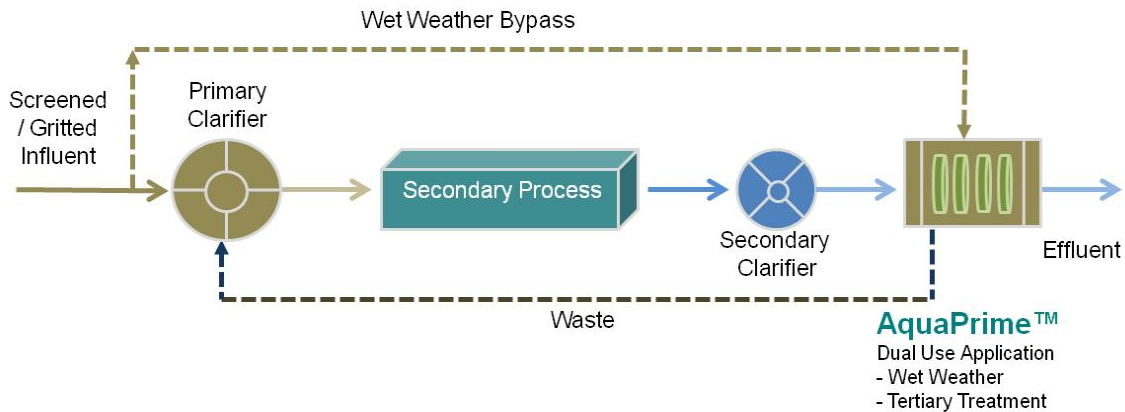 Wet Weather Bypass
Screened
/ Gritted
Influent
Primary
Clarifier
Secondary Process
Secondary
Clarifier
Effluent
Waste
AquaPrime™
Dual Use Application
- Wet Weather
- Tertiary Treatment